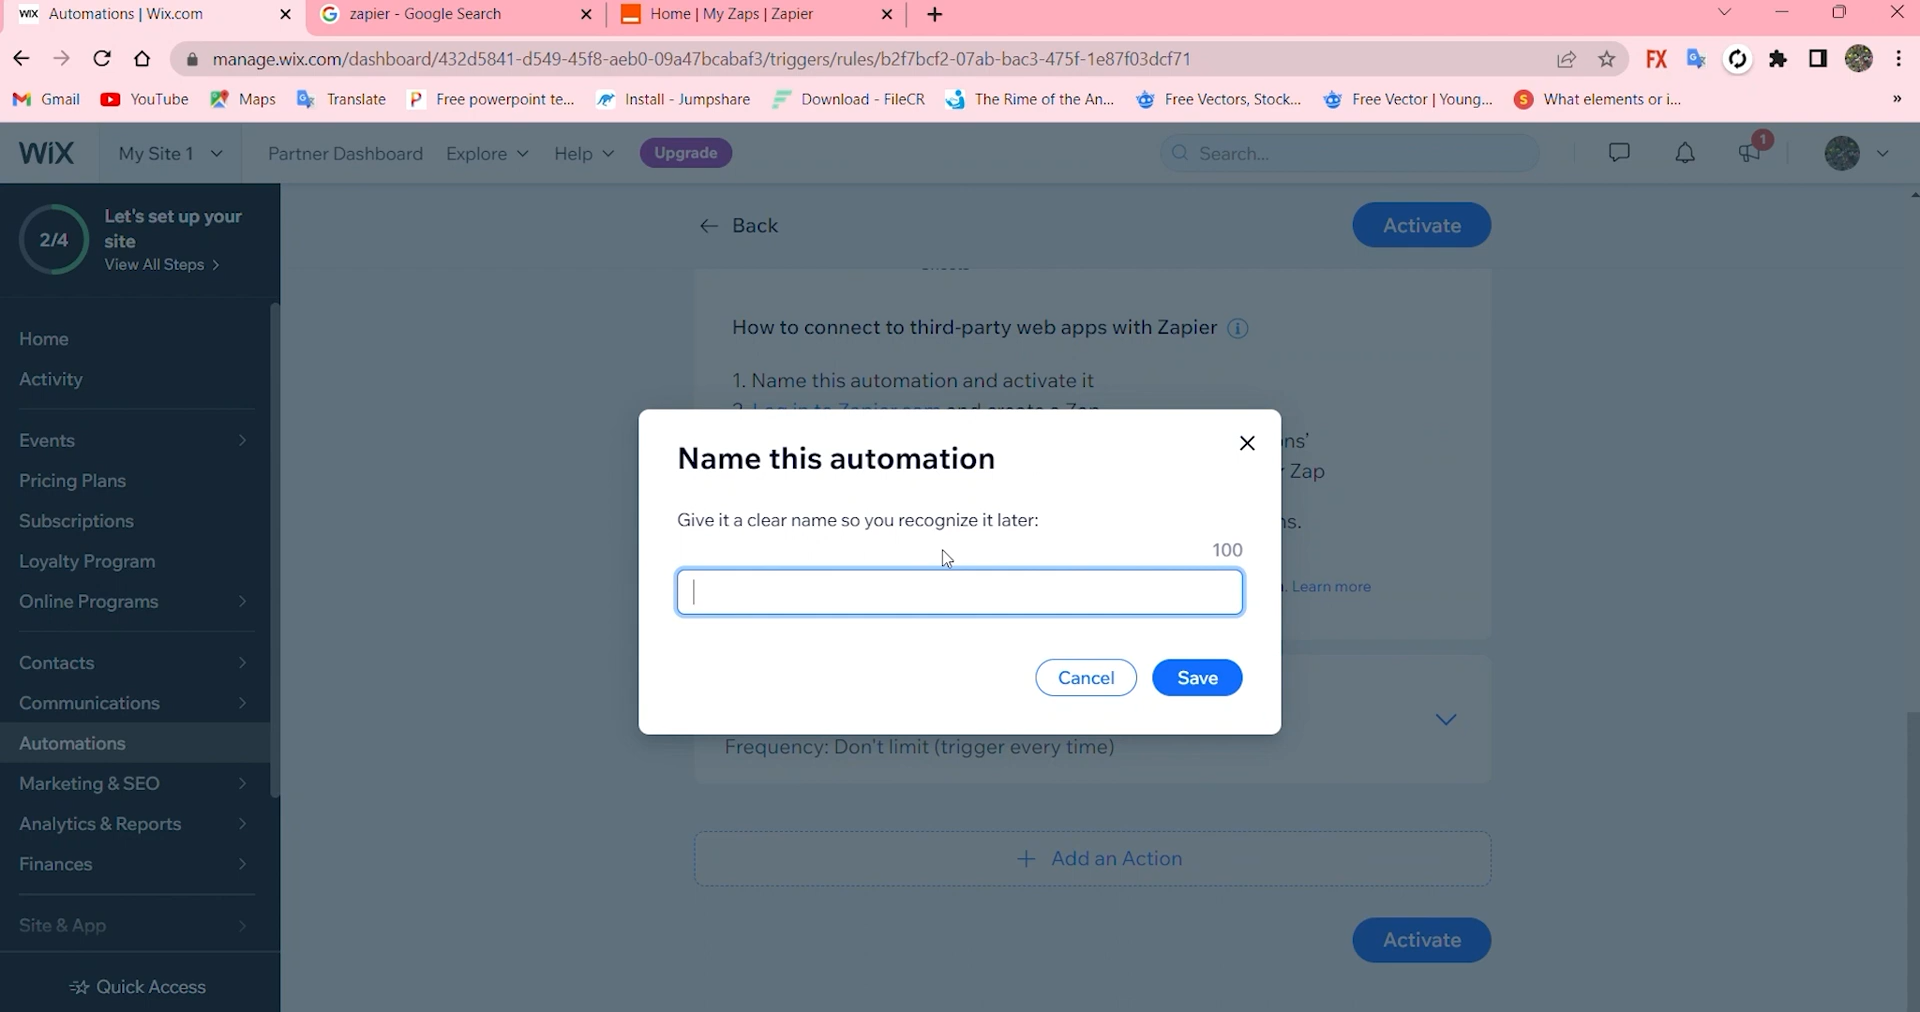 WIX Automations | Wix.com
zapier - Google Search
Home | My Zaps | Zapier
manage.wix.com/dashboard/432d5841-d549-45f8-aeb0-09a47bcabaf3/triggers/rules/b2f7bcf2-07ab-bac3-475f-1e87f03dcf71
FX
Gmail YouTube Maps Translate Free powerpoint te... Install - Jumpshare Download - FileCR The Rime of the An... Free Vectors, Stock... Free Vector | Young... What elements or i... »
WIX My Site 1 Partner Dashboard Explore Help Upgrade Search... 1
2/4
Let's set up your
site
View All Steps >
Home
Activity
Events
Pricing Plans
Subscriptions
Loyalty Program
Online Programs
Contacts
Communications
Automations
Marketing & SEO
Analytics & Reports
Finances
Site & App
Quick Access
Back
Activate
How to connect to third-party web apps with Zapier
1. Name this automation and activate it
ons'
Zap
ns.
Learn more
Name this automation
Give it a clear name so you recognize it later:
100
Cancel Save
Frequency: Don't limit (trigger every time)
+ Add an Action
Activate